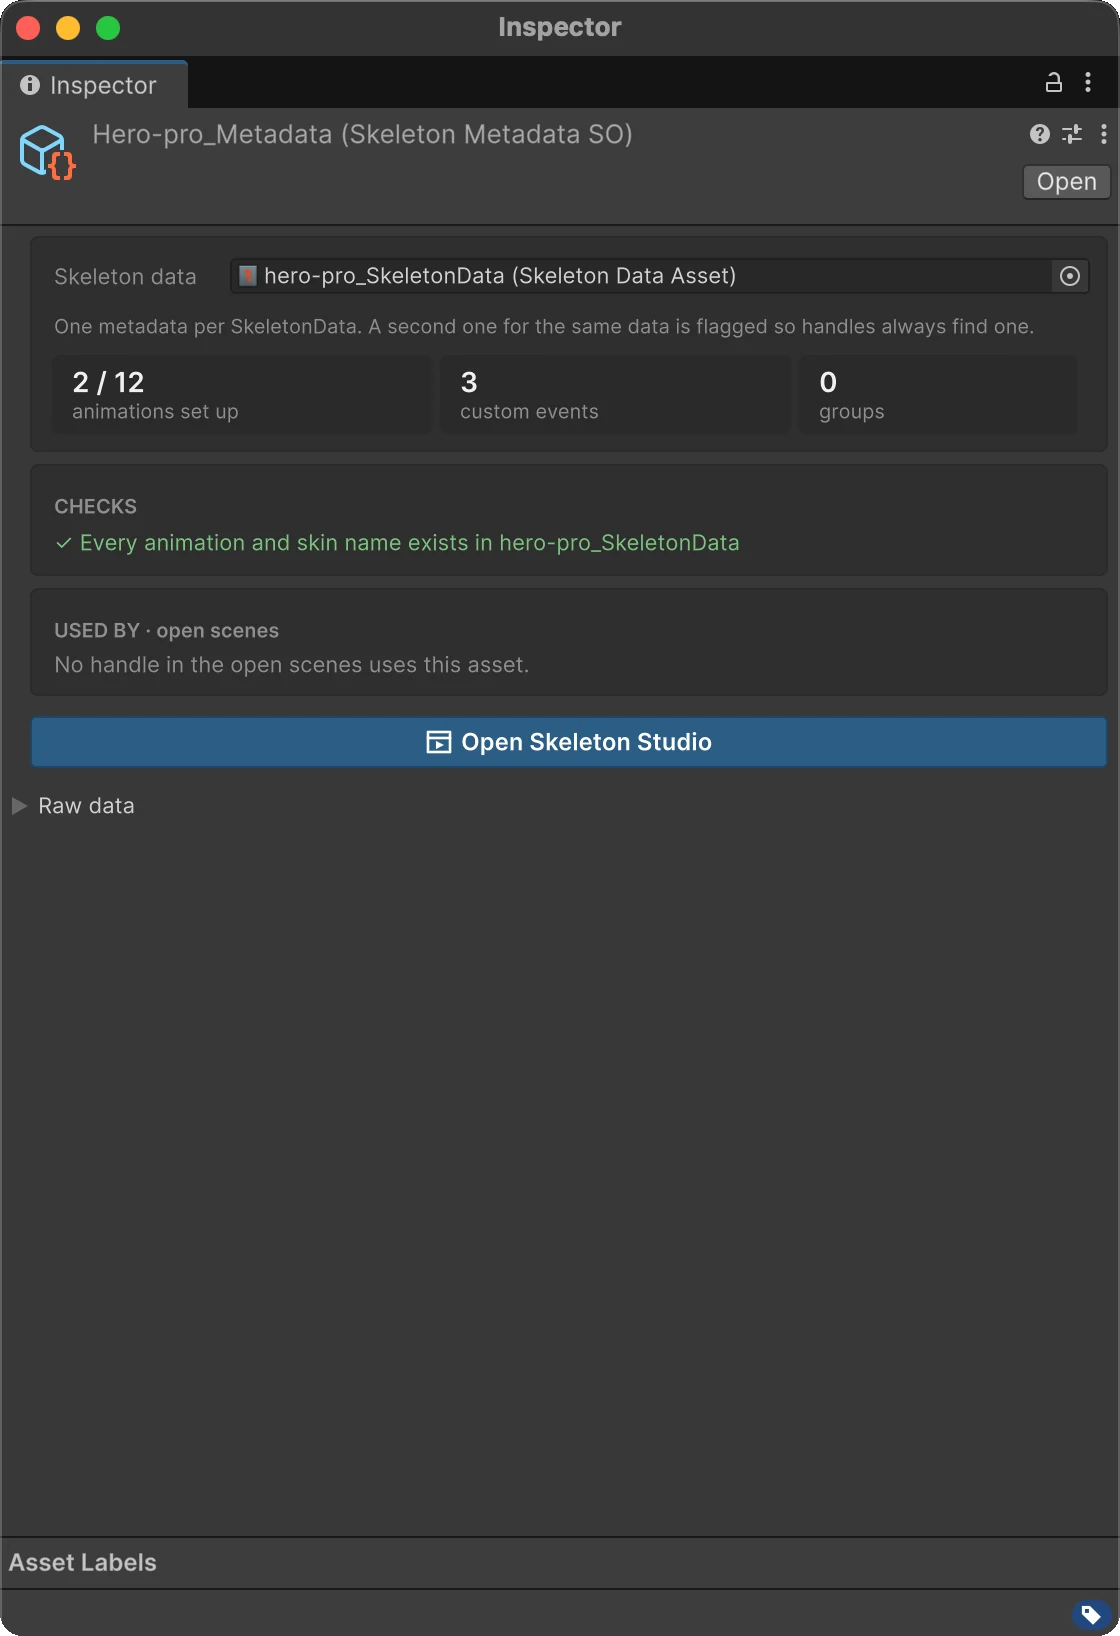 Inspector
Inspector
Hero-pro_Metadata (Skeleton Metadata SO)
Open
Skeleton data
hero-pro_SkeletonData (Skeleton Data Asset)
One metadata per SkeletonData. A second one for the same data is flagged so handles always find one.
2 / 12
animations set up
3
custom events
0
groups
CHECKS
✓ Every animation and skin name exists in hero-pro_SkeletonData
USED BY · open scenes
No handle in the open scenes uses this asset.
Open Skeleton Studio
Raw data
Asset Labels